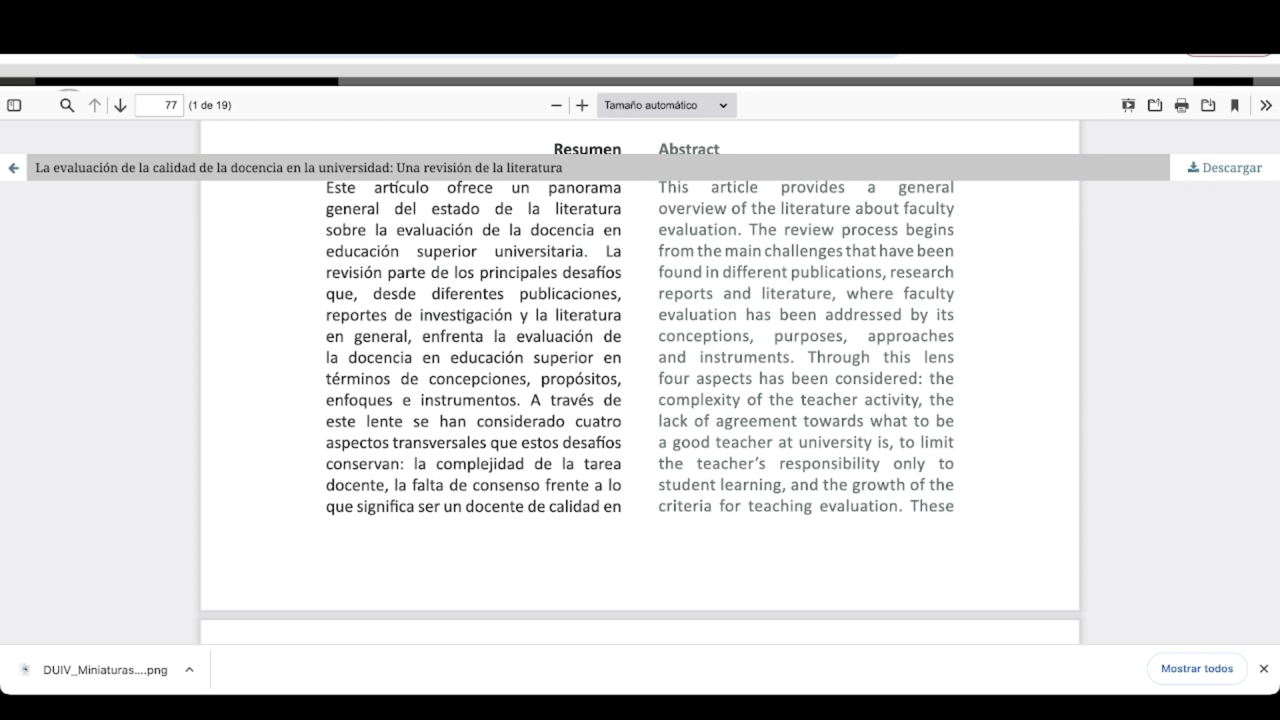 77 (1 de 19)
Tamaño automático
La evaluación de la calidad de la docencia en la universidad: Una revisión de la literatura
Descargar
Resumen
Este artículo ofrece un panorama
general del estado de la literatura
sobre la evaluación de la docencia en
educación superior universitaria. La
revisión parte de los principales desafíos
que, desde diferentes publicaciones,
reportes de investigación y la literatura
en general, enfrenta la evaluación de
la docencia en educación superior en
términos de concepciones, propósitos,
enfoques e instrumentos. A través de
este lente se han considerado cuatro
aspectos transversales que estos desafíos
conservan: la complejidad de la tarea
docente, la falta de consenso frente a lo
que significa ser un docente de calidad en
Abstract
This article provides a general
overview of the literature about faculty
evaluation. The review process begins
from the main challenges that have been
found in different publications, research
reports and literature, where faculty
evaluation has been addressed by its
conceptions, purposes, approaches
and instruments. Through this lens
four aspects has been considered: the
complexity of the teacher activity, the
lack of agreement towards what to be
a good teacher at university is, to limit
the teacher’s responsibility only to
student learning, and the growth of the
criteria for teaching evaluation. These
DUIV_Miniaturas....png
Mostrar todos